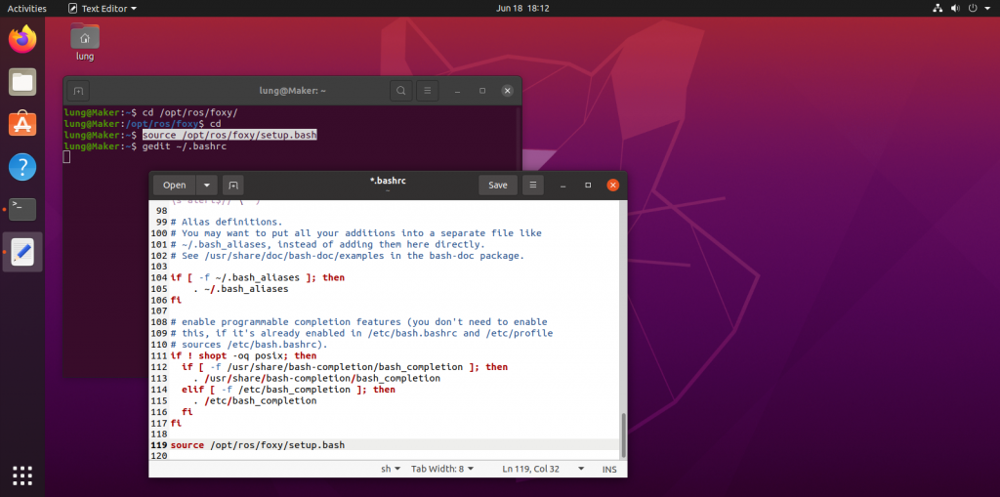 Activities Text Editor Jun 18 18:12
lung
lung@Maker: ~
lung@Maker:~$ cd /opt/ros/foxy/
lung@Maker:/opt/ros/foxy$ cd
lung@Maker:~$ source /opt/ros/foxy/setup.bash
lung@Maker:~$ gedit ~/.bashrc
Open *.bashrc Save
~
98
99 # Alias definitions.
100 # You may want to put all your additions into a separate file like
101 # ~/.bash_aliases, instead of adding them here directly.
102 # See /usr/share/doc/bash-doc/examples in the bash-doc package.
103
104 if [ -f ~/.bash_aliases ]; then
105     . ~/.bash_aliases
106 fi
107
108 # enable programmable completion features (you don't need to enable
109 # this, if it's already enabled in /etc/bash.bashrc and /etc/profile
110 # sources /etc/bash.bashrc).
111 if ! shopt -oq posix; then
112   if [ -f /usr/share/bash-completion/bash_completion ]; then
113     . /usr/share/bash-completion/bash_completion
114   elif [ -f /etc/bash_completion ]; then
115     . /etc/bash_completion
116   fi
117 fi
118
119 source /opt/ros/foxy/setup.bash
120
sh Tab Width: 8 Ln 119, Col 32 INS